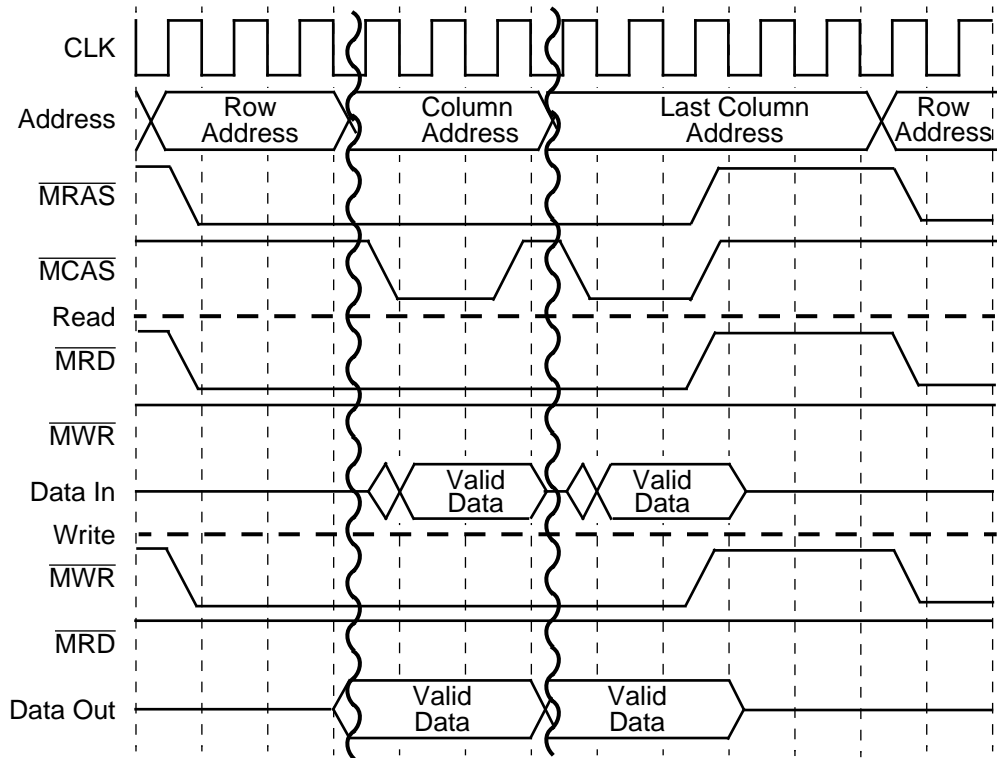 CLK
Address
Row
Address
Column
Address
Last Column
Address
Row
Address
MRAS
MCAS
Read
MRD
MWR
Data In
Valid
Data
Valid
Data
Write
MWR
MRD
Data Out
Valid
Data
Valid
Data